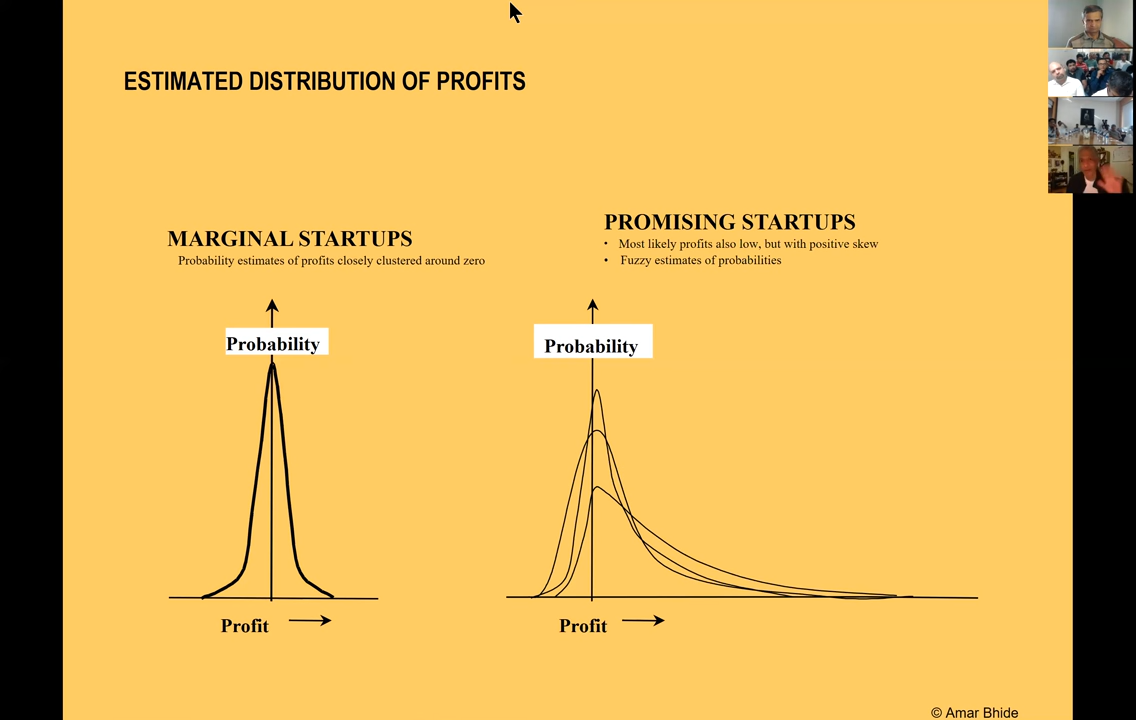 ESTIMATED DISTRIBUTION OF PROFITS
MARGINAL STARTUPS
Probability estimates of profits closely clustered around zero
Probability
Profit
PROMISING STARTUPS
• Most likely profits also low, but with positive skew
• Fuzzy estimates of probabilities
Probability
Profit
© Amar Bhide